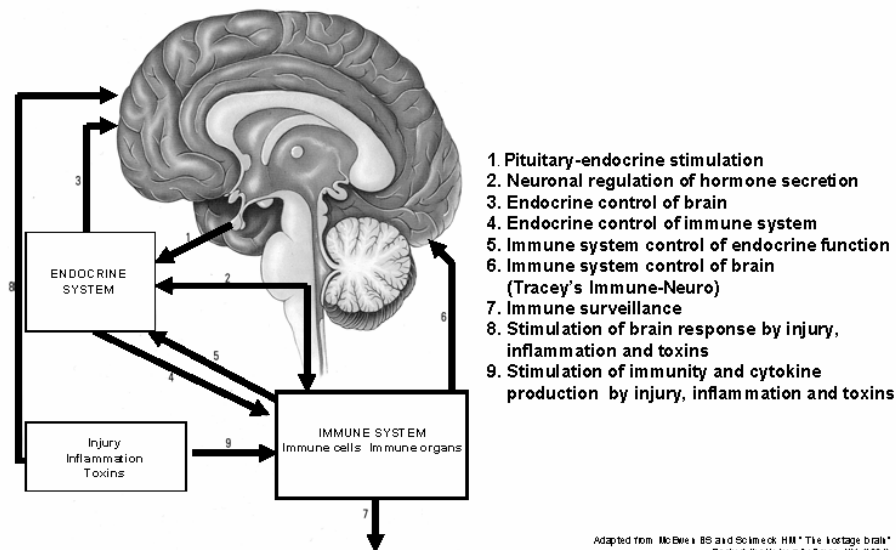 1. Pituitary-endocrine stimulation
2. Neuronal regulation of hormone secretion
3. Endocrine control of brain
4. Endocrine control of immune system
5. Immune system control of endocrine function
6. Immune system control of brain
(Tracey's Immune-Neuro)
7. Immune surveillance
8. Stimulation of brain response by injury,
inflammation and toxins
9. Stimulation of immunity and cytokine
production by injury, inflammation and toxins
3
1
ENDOCRINE
SYSTEM
2
8
6
5
4
Injury
Inflammation
Toxins
9
IMMUNE SYSTEM
Immune cells Immune organs
7
Adapted from McEwen BS and Schmeck HM "The hostage brain"